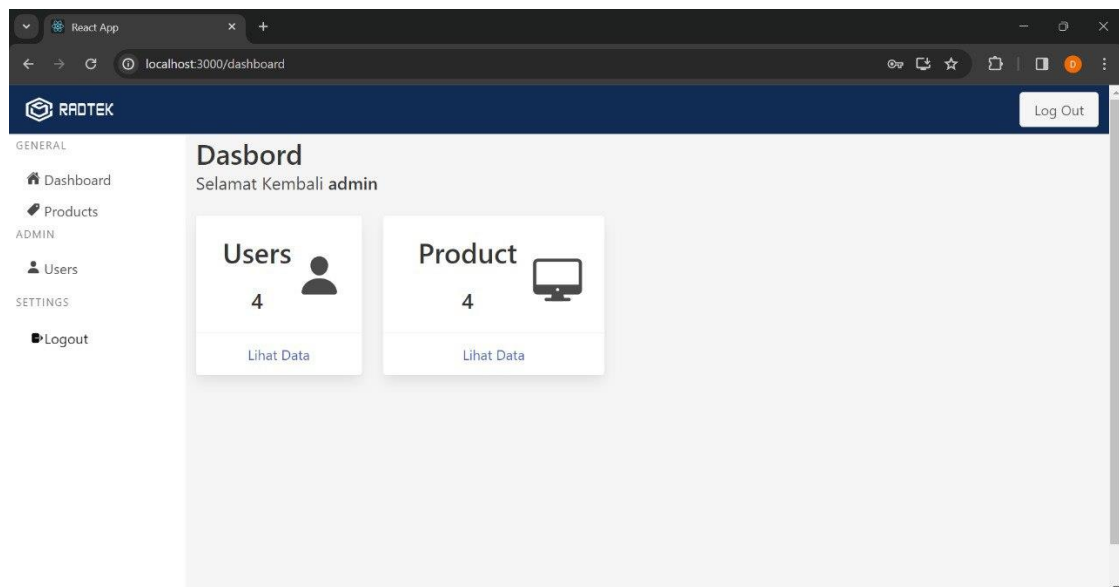 React App
localhost:3000/dashboard
D
RADTEK
Log Out
GENERAL
Dashboard
Products
ADMIN
Users
SETTINGS
Logout
Dasbord
Selamat Kembali admin
Users
4
Lihat Data
Product
4
Lihat Data